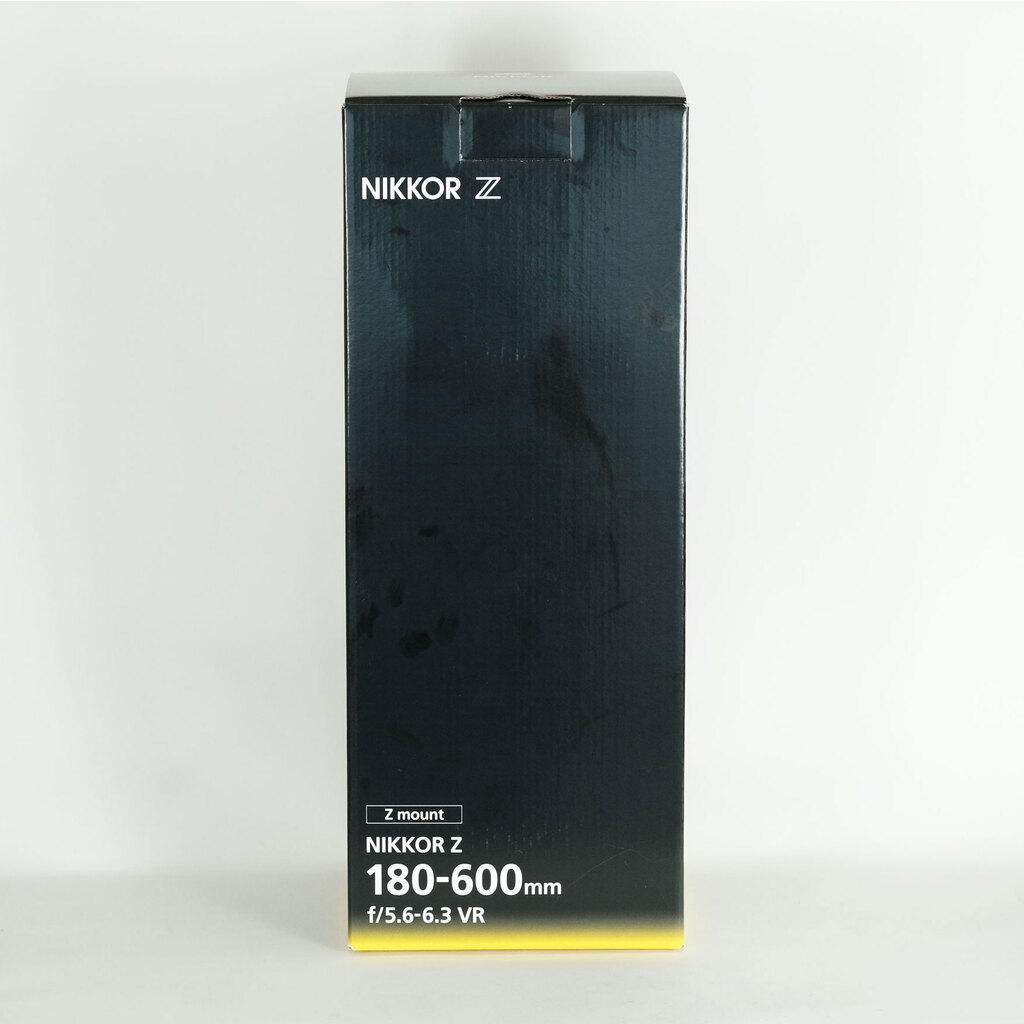 NIKKOR Z
Z mount
NIKKOR Z
180-600mm
f/5.6-6.3 VR